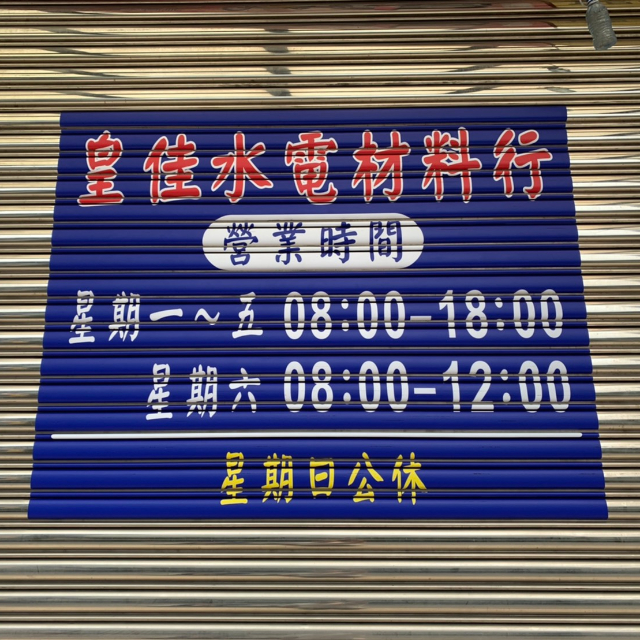 皇佳水電材料行
營業時間
星期一～五 08:00-18:00
星期六 08:00-12:00
星期日公休